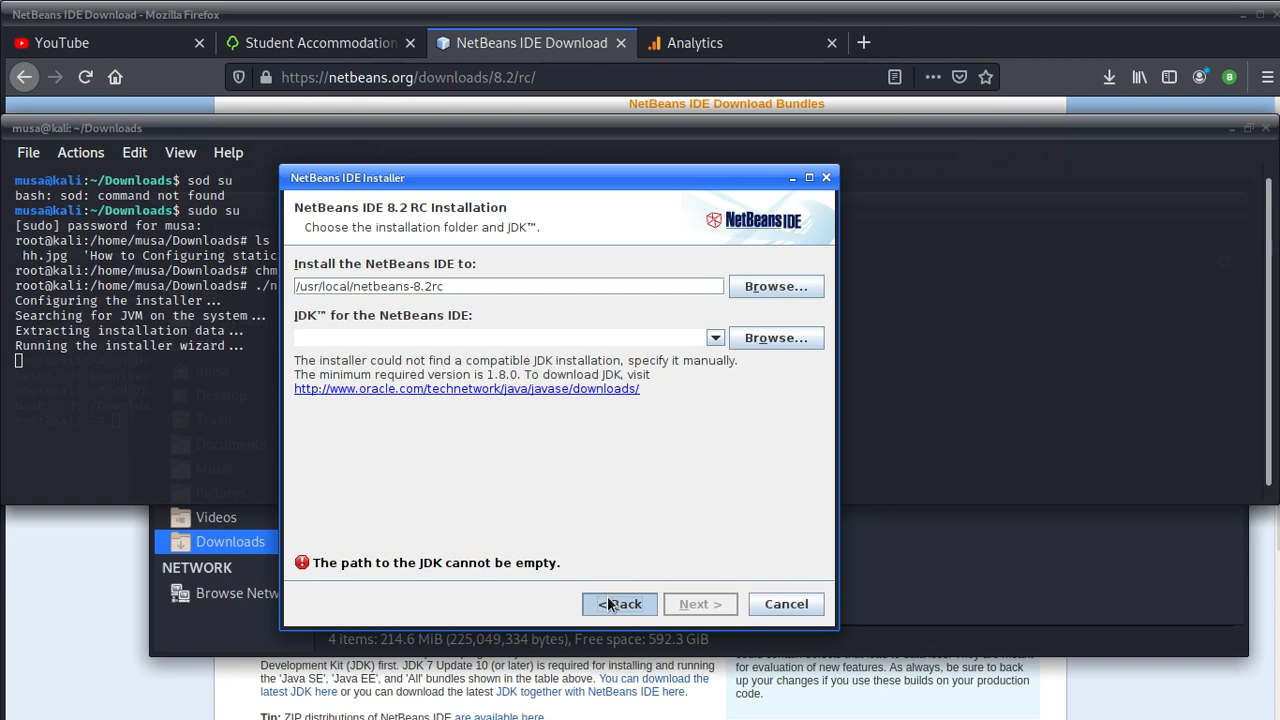 NetBeans IDE Download - Mozilla Firefox
YouTube
Student Accommodation
NetBeans IDE Download
Analytics
https://netbeans.org/downloads/8.2/rc/
B
NetBeans IDE Download Bundles
musa@kali: ~/Downloads
File Actions Edit View Help
musa@kali:~/Downloads$ sod su
bash: sod: command not found
musa@kali:~/Downloads$ sudo su
[sudo] password for musa:
root@kali:/home/musa/Downloads# ls
hh.jpg 'How to Configuring static
root@kali:/home/musa/Downloads# chm
root@kali:/home/musa/Downloads# ./n
Configuring the installer ...
Searching for JVM on the system ...
Extracting installation data ...
Running the installer wizard ...
musa
Desktop
Trash
Documents
Music
Pictures
Videos
Downloads
NETWORK
Browse Netw
NetBeans IDE Installer
NetBeans IDE 8.2 RC Installation
Choose the installation folder and JDK™.
NetBeans IDE
Install the NetBeans IDE to:
/usr/local/netbeans-8.2rc
Browse...
JDK™ for the NetBeans IDE:
Browse...
The installer could not find a compatible JDK installation, specify it manually.
The minimum required version is 1.8.0. To download JDK, visit
http://www.oracle.com/technetwork/java/javase/downloads/
The path to the JDK cannot be empty.
< Back
Next >
Cancel
4 items: 214.6 MiB (225,049,334 bytes), Free space: 592.3 GiB
Development Kit (JDK) first. JDK 7 Update 10 (or later) is required for installing and running
the 'Java SE', 'Java EE', and 'All' bundles shown in the table above. You can download the
latest JDK here or you can download the latest JDK together with NetBeans IDE here.
Tip: ZIP distributions of NetBeans IDE are available here.
for evaluation of new features. As always, be sure to back
up your changes if you use these builds on your production
code.